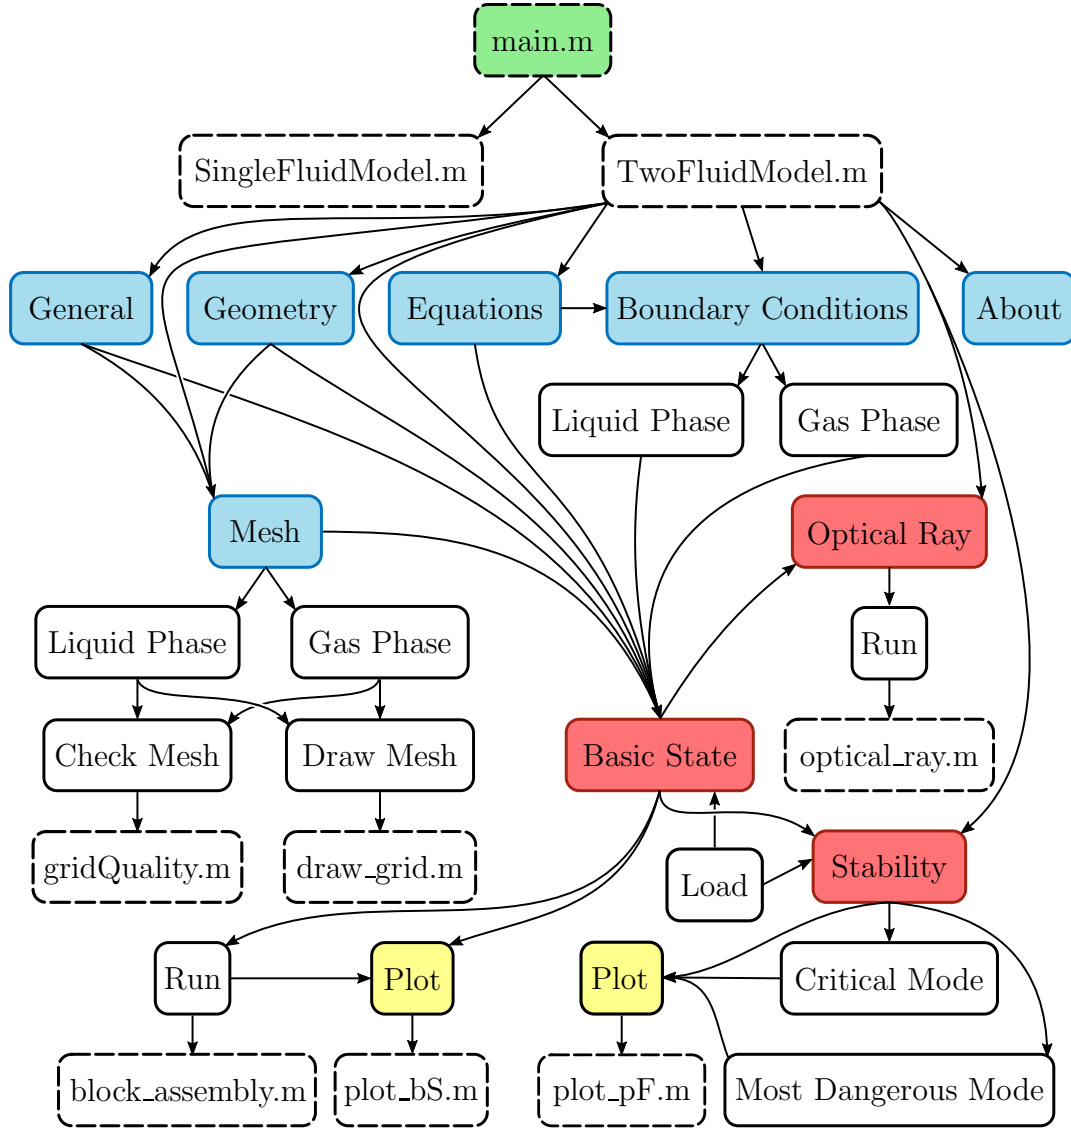 main.m
SingleFluidModel.m
TwoFluidModel.m
General
Geometry
Equations
Boundary Conditions
About
Liquid Phase
Gas Phase
Mesh
Optical Ray
Liquid Phase
Gas Phase
Run
Check Mesh
Draw Mesh
Basic State
optical_ray.m
gridQuality.m
draw_grid.m
Load
Stability
Run
Plot
Plot
Critical Mode
block_assembly.m
plot_bS.m
plot_pF.m
Most Dangerous Mode